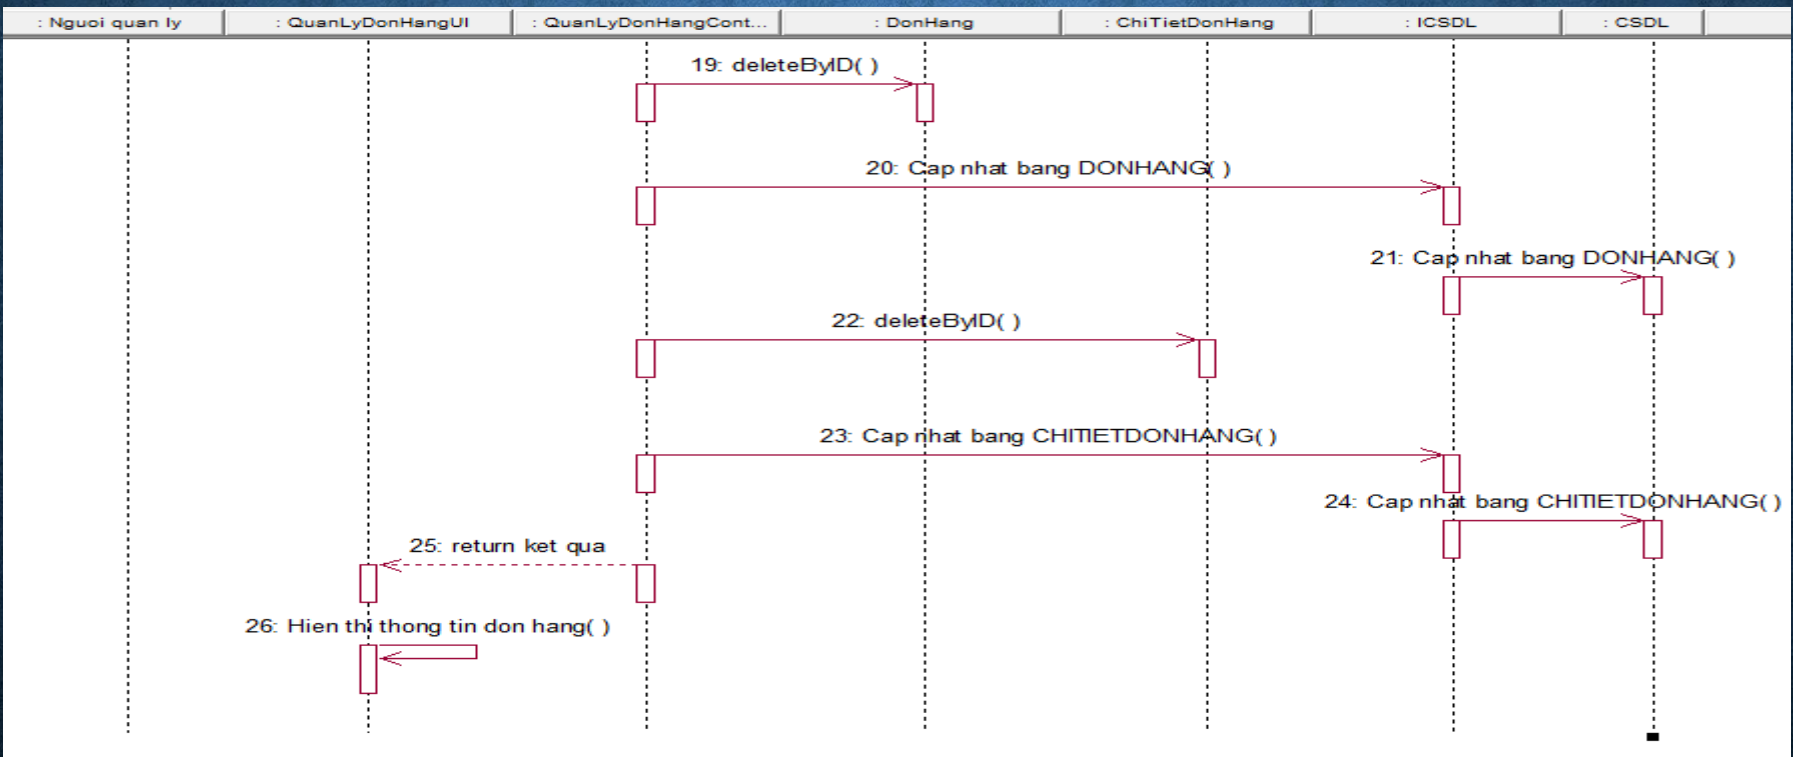 : Nguoi quan ly
: QuanLyDonHangUI
: QuanLyDonHangCont...
: DonHang
: ChiTietDonHang
: ICSDL
: CSDL
19: deleteByID( )
20: Cap nhat bang DONHANG( )
21: Cap nhat bang DONHANG( )
22: deleteByID( )
23: Cap nhat bang CHITIETDONHANG( )
24: Cap nhat bang CHITIETDONHANG( )
25: return ket qua
26: Hien thi thong tin don hang( )